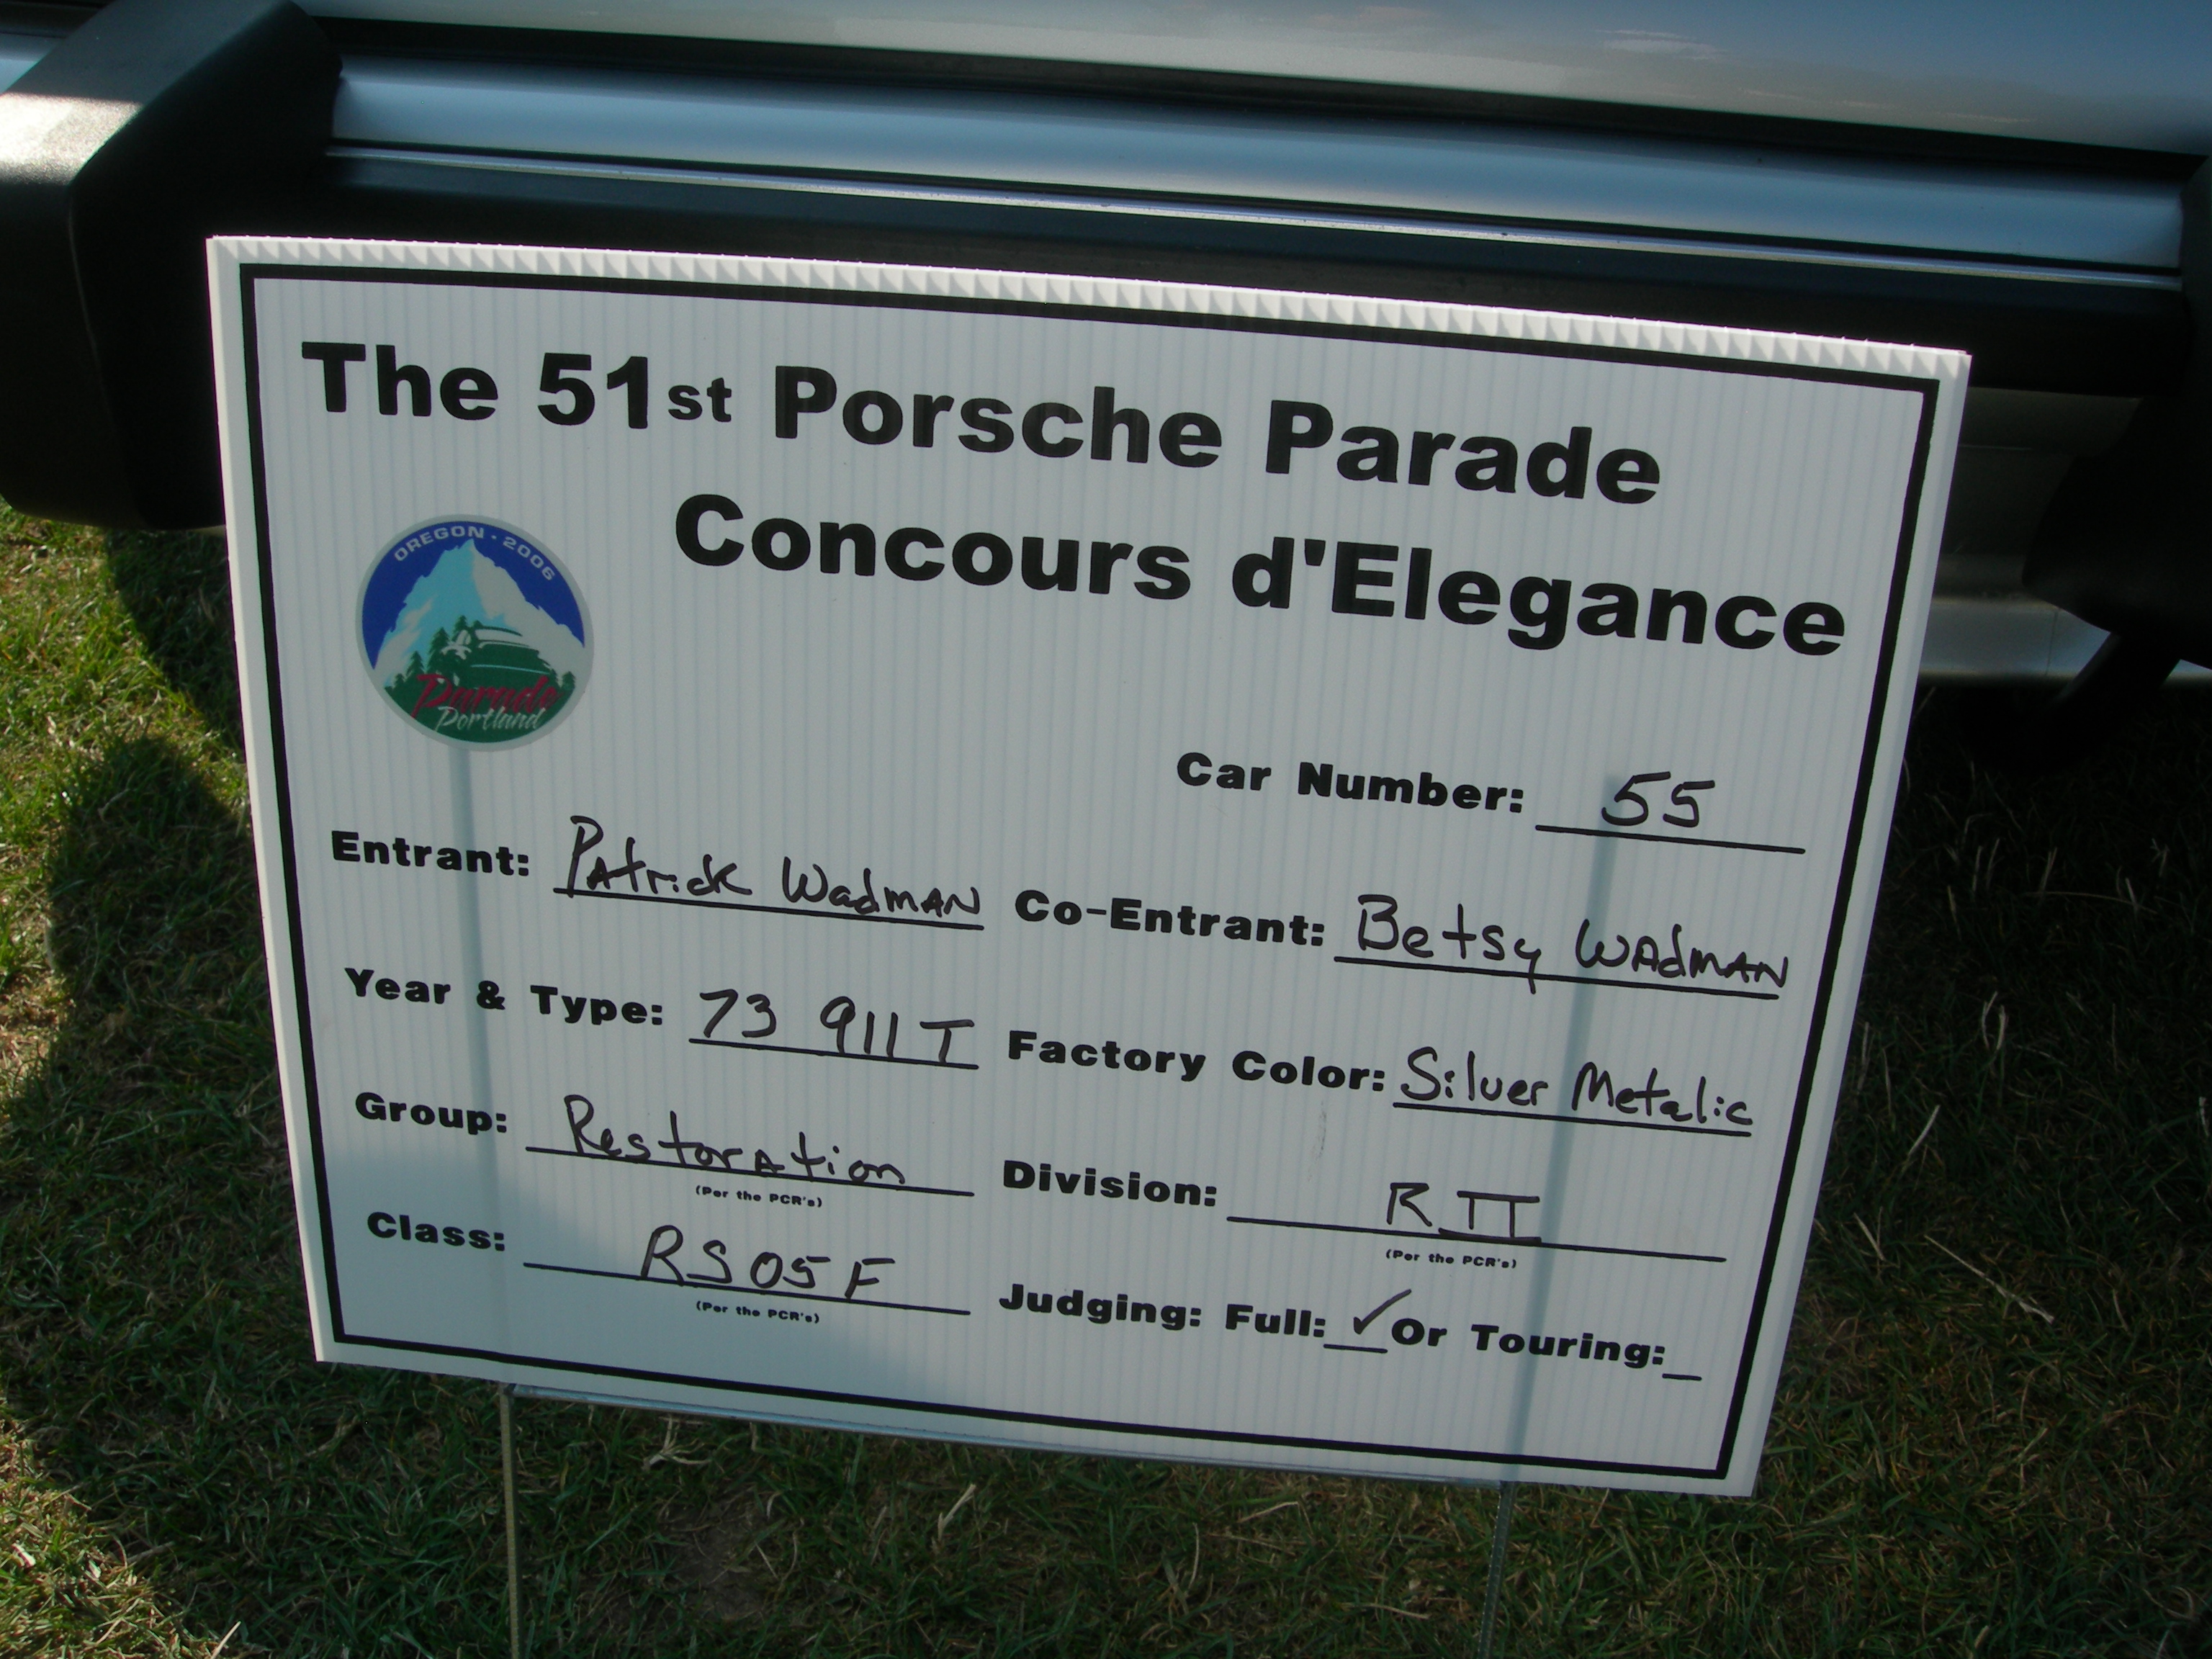 The 51st Porsche Parade
Concours d'Elegance
OREGON · 2006
Parade
Portland
Car Number: 55
Entrant: Patrick Wadman Co-Entrant: Betsy Wadman
Year & Type: 73 911T Factory Color: Silver Metalic
Group: Restoration Division: R II
(Per the PCR's) (Per the PCR's)
Class: RS05F Judging: Full: ✓ Or Touring: _
(Per the PCR's)